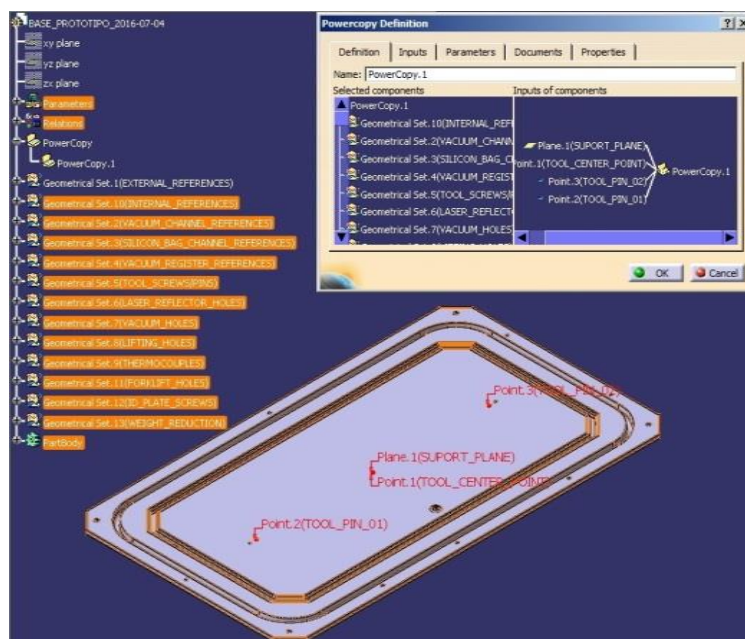 BASE_PROTOTIPO_2016-07-04
xy plane
yz plane
zx plane
Parameters
Relations
PowerCopy
PowerCopy.1
Geometrical Set.1(EXTERNAL_REFERENCES)
Geometrical Set.10(INTERNAL_REFERENCES)
Geometrical Set.2(VACUUM_CHANNEL_REFERENCES)
Geometrical Set.3(SILICON_BAG_CHANNEL_REFERENCES)
Geometrical Set.4(VACUUM_REGISTER_REFERENCES)
Geometrical Set.5(TOOL_SCREWS/PINS)
Geometrical Set.6(LASER_REFLECTOR_HOLES)
Geometrical Set.7(VACUUM_HOLES)
Geometrical Set.8(LIFTING_HOLES)
Geometrical Set.9(THERMOCOUPLES)
Geometrical Set.11(FORKLIFT_HOLES)
Geometrical Set.12(ID_PLATE_SCREWS)
Geometrical Set.13(WEIGHT_REDUCTION)
PartBody
Powercopy Definition
Definition Inputs Parameters Documents Properties
Name: PowerCopy.1
Selected components Inputs of components
PowerCopy.1
Geometrical Set.10(INTERNAL_REF
Geometrical Set.2(VACUUM_CHANN
Geometrical Set.3(SILICON_BAG_C
Geometrical Set.4(VACUUM_REGIST
Geometrical Set.5(TOOL_SCREWS/
Geometrical Set.6(LASER_REFLECT
Geometrical Set.7(VACUUM_HOLES
Plane.1(SUPORT_PLANE)
oint.1(TOOL_CENTER_POINT)
Point.3(TOOL_PIN_02)
Point.2(TOOL_PIN_01)
PowerCopy.1
OK Cancel
Point.3(TOOL_PIN_02)
Plane.1(SUPORT_PLANE)
Point.1(TOOL_CENTER_POINT)
Point.2(TOOL_PIN_01)